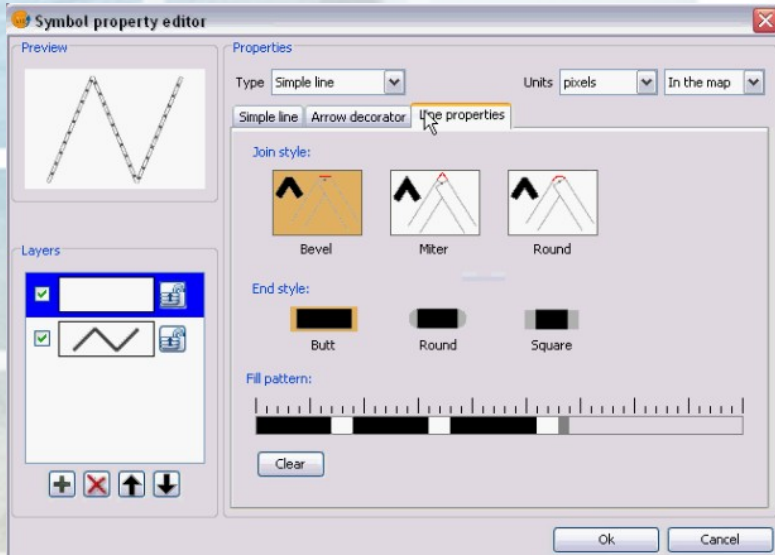 Symbol property editor
Preview
Properties
Type Simple line Units pixels In the map
Simple line Arrow decorator Line properties
Join style:
Bevel Miter Round
Layers
End style:
Butt Round Square
Fill pattern:
Clear
Ok Cancel